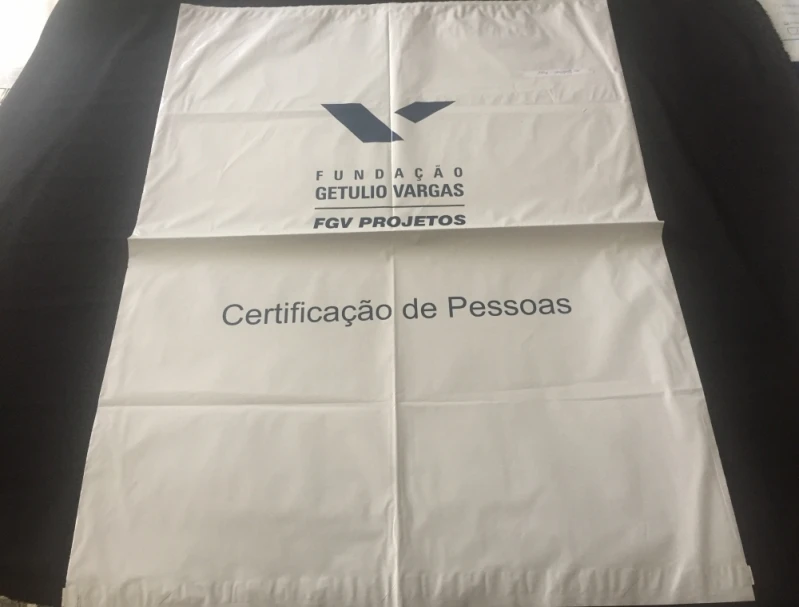 FUNDAÇÃO
GETULIO VARGAS
FGV PROJETOS
Certificação de Pessoas